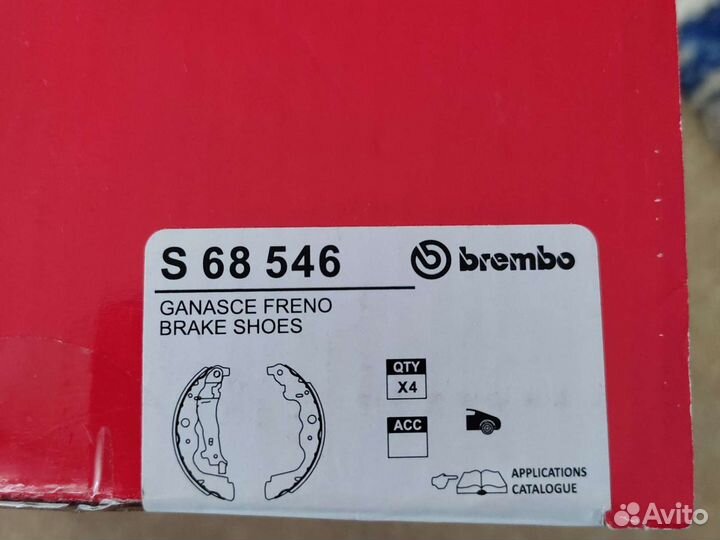 S 68 546
brembo
GANASCE FRENO
BRAKE SHOES
QTY
X4
ACC
APPLICATIONS
CATALOGUE
Avito